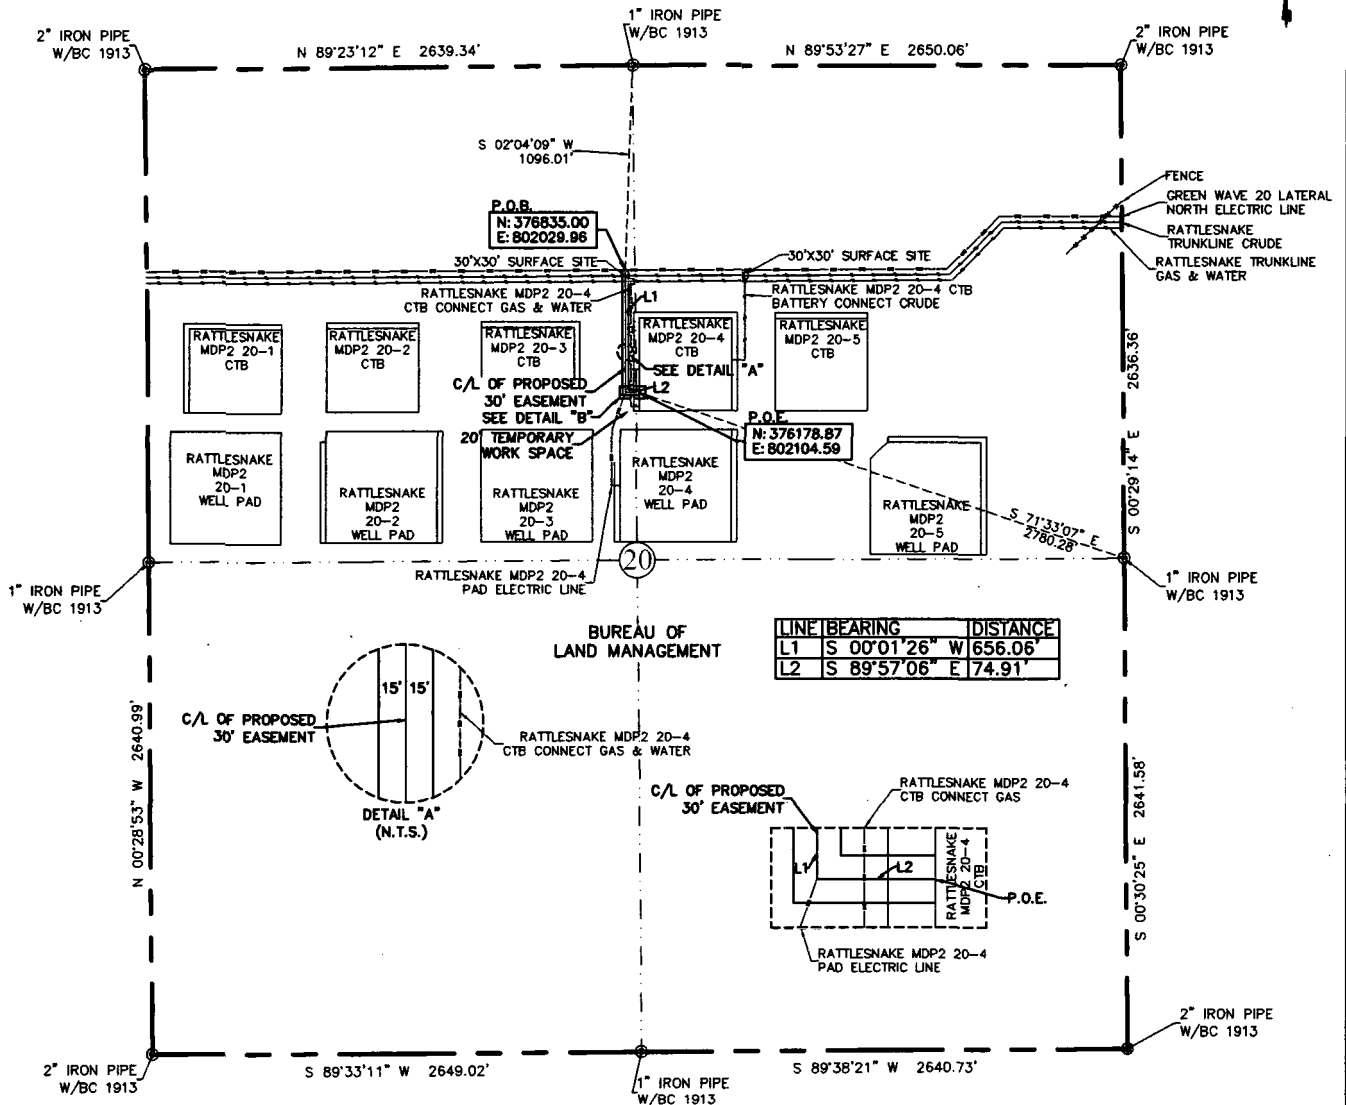 2" IRON PIPE
W/BC 1913
N 89°23'12" E 2639.34'
1" IRON PIPE
W/BC 1913
N 89°53'27" E 2650.06'
2" IRON PIPE
W/BC 1913
S 02°04'09" W
1096.01'
FENCE
GREEN WAVE 20 LATERAL
NORTH ELECTRIC LINE
RATTLESNAKE
TRUNKLINE CRUDE
RATTLESNAKE TRUNKLINE
GAS & WATER
P.O.B.
N: 376835.00
E: 802029.96
30'X30' SURFACE SITE
30'X30' SURFACE SITE
RATTLESNAKE MDP2 20-4
CTB CONNECT GAS & WATER
L1
RATTLESNAKE MDP2 20-4 CTB
BATTERY CONNECT CRUDE
RATTLESNAKE
MDP2 20-1
CTB
RATTLESNAKE
MDP2 20-2
CTB
RATTLESNAKE
MDP2 20-3
CTB
RATTLESNAKE
MDP2 20-4
CTB
RATTLESNAKE
MDP2 20-5
CTB
SEE DETAIL "A"
C/L OF PROPOSED
30' EASEMENT
SEE DETAIL "B"
L2
20' TEMPORARY
WORK SPACE
P.O.E.
N: 376178.87
E: 802104.59
S 00°29'14" E 2636.36'
RATTLESNAKE
MDP2
20-1
WELL PAD
RATTLESNAKE
MDP2
20-2
WELL PAD
RATTLESNAKE
MDP2
20-3
WELL PAD
RATTLESNAKE
MDP2
20-4
WELL PAD
RATTLESNAKE
MDP2
20-5
WELL PAD
S 71°33'07" E
2780.28'
20
1" IRON PIPE
W/BC 1913
RATTLESNAKE MDP2 20-4
PAD ELECTRIC LINE
1" IRON PIPE
W/BC 1913
BUREAU OF
LAND MANAGEMENT
LINE BEARING DISTANCE
L1 S 00°01'26" W 656.06'
L2 S 89°57'06" E 74.91'
N 00°28'53" W 2640.99'
15' 15'
C/L OF PROPOSED
30' EASEMENT
RATTLESNAKE MDP2 20-4
CTB CONNECT GAS & WATER
DETAIL "A"
(N.T.S.)
C/L OF PROPOSED
30' EASEMENT
RATTLESNAKE MDP2 20-4
CTB CONNECT GAS
L1
L2
RATTLESNAKE
MDP2 20-4
CTB
P.O.E.
RATTLESNAKE MDP2 20-4
PAD ELECTRIC LINE
S 00°30'25" E 2641.58'
2" IRON PIPE
W/BC 1913
S 89°33'11" W 2649.02'
1" IRON PIPE
W/BC 1913
S 89°38'21" W 2640.73'
2" IRON PIPE
W/BC 1913